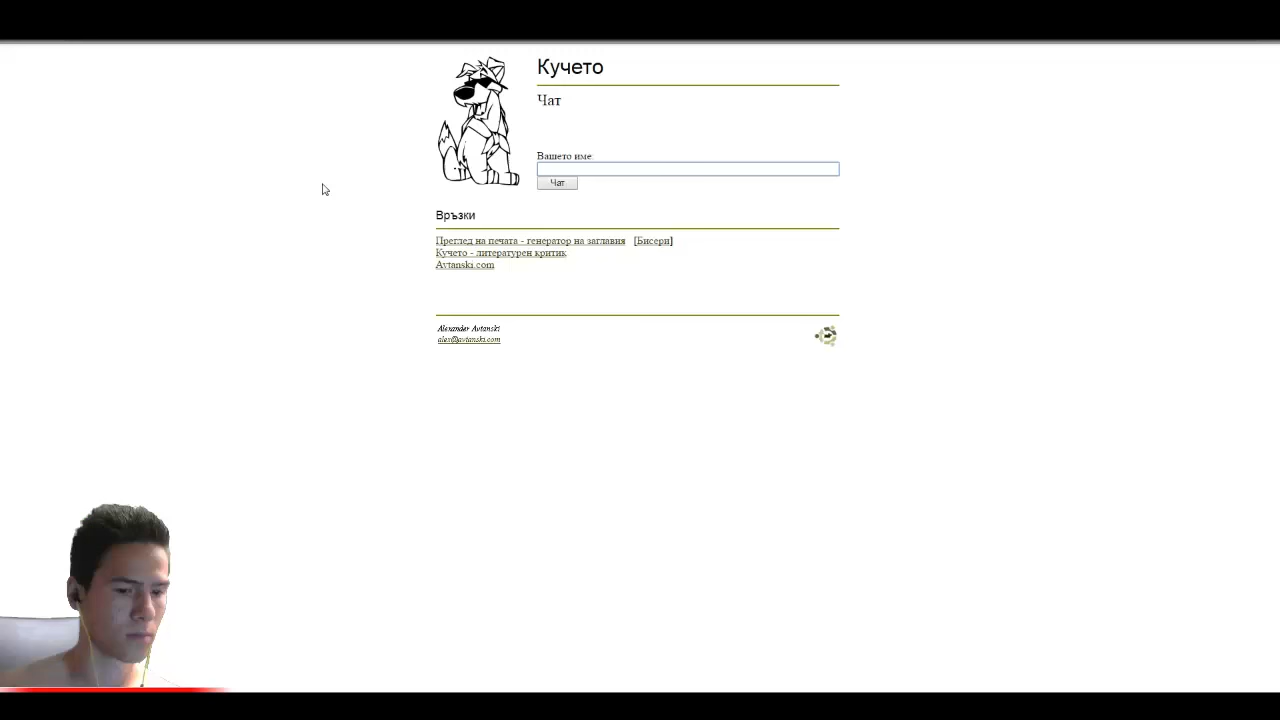 Кучето
Чат
Вашето име:
Чат
Връзки
Преглед на печата - генератор на заглавия [Бисери]
Кучето - литературен критик
Avtanski.com
Alexander Avtanski
alex@avtanski.com